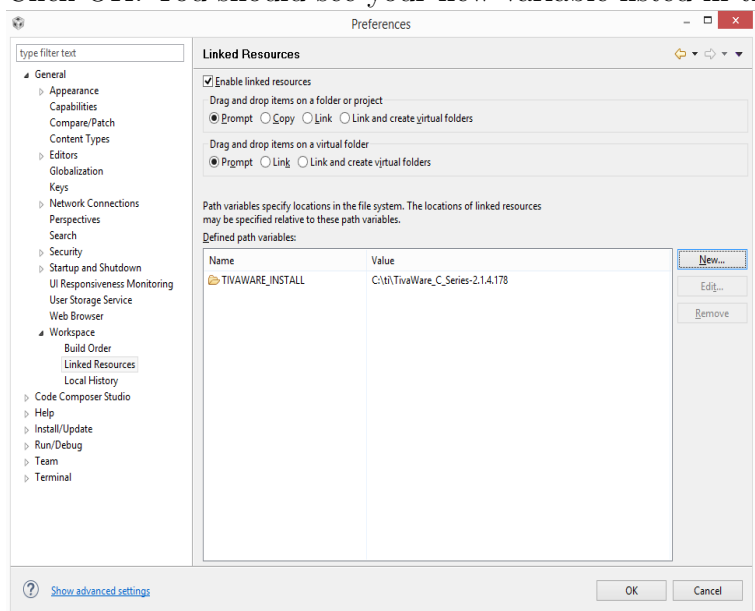 Click OK. You should see your new variable listed in
Preferences
type filter text
General
Appearance
Capabilities
Compare/Patch
Content Types
Editors
Globalization
Keys
Network Connections
Perspectives
Search
Security
Startup and Shutdown
UI Responsiveness Monitoring
User Storage Service
Web Browser
Workspace
Build Order
Linked Resources
Local History
Code Composer Studio
Help
Install/Update
Run/Debug
Team
Terminal
Linked Resources
Enable linked resources
Drag and drop items on a folder or project
Prompt Copy Link Link and create virtual folders
Drag and drop items on a virtual folder
Prompt Link Link and create virtual folders
Path variables specify locations in the file system. The locations of linked resources
may be specified relative to these path variables.
Defined path variables:
Name Value
TIVAWARE_INSTALL C:\ti\TivaWare_C_Series-2.1.4.178
New...
Edit...
Remove
? Show advanced settings
OK Cancel